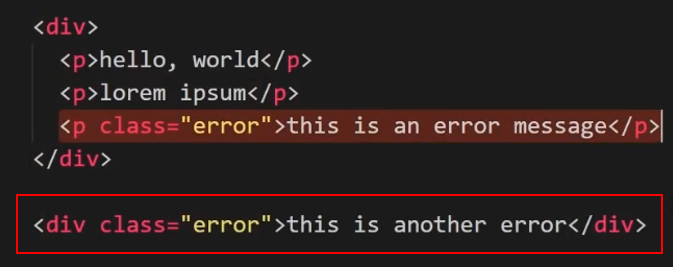 <div>
<p>hello, world</p>
<p>lorem ipsum</p>
<p class="error">this is an error message</p>
</div>
<div class="error">this is another error</div>